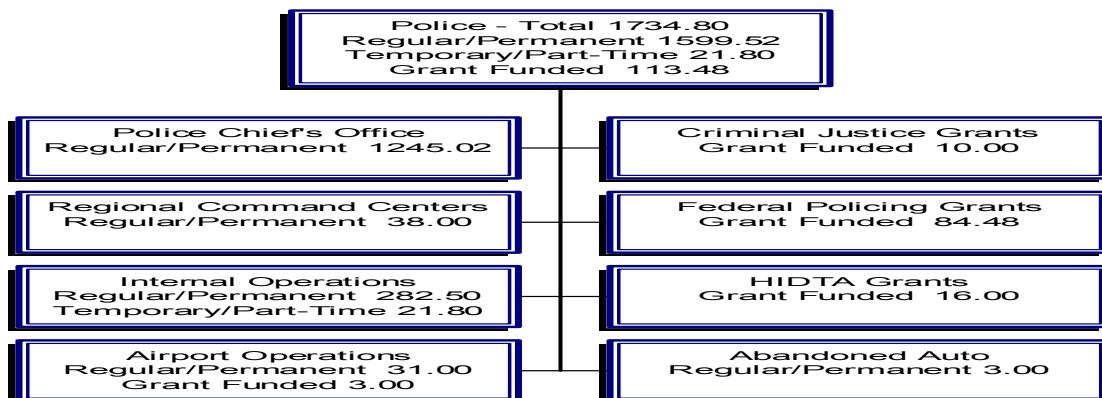 Police - Total 1734.80
Regular/Permanent 1599.52
Temporary/Part-Time 21.80
Grant Funded 113.48
Police Chief's Office
Regular/Permanent 1245.02
Criminal Justice Grants
Grant Funded 10.00
Regional Command Centers
Regular/Permanent 38.00
Federal Policing Grants
Grant Funded 84.48
Internal Operations
Regular/Permanent 282.50
Temporary/Part-Time 21.80
HIDTA Grants
Grant Funded 16.00
Airport Operations
Regular/Permanent 31.00
Grant Funded 3.00
Abandoned Auto
Regular/Permanent 3.00